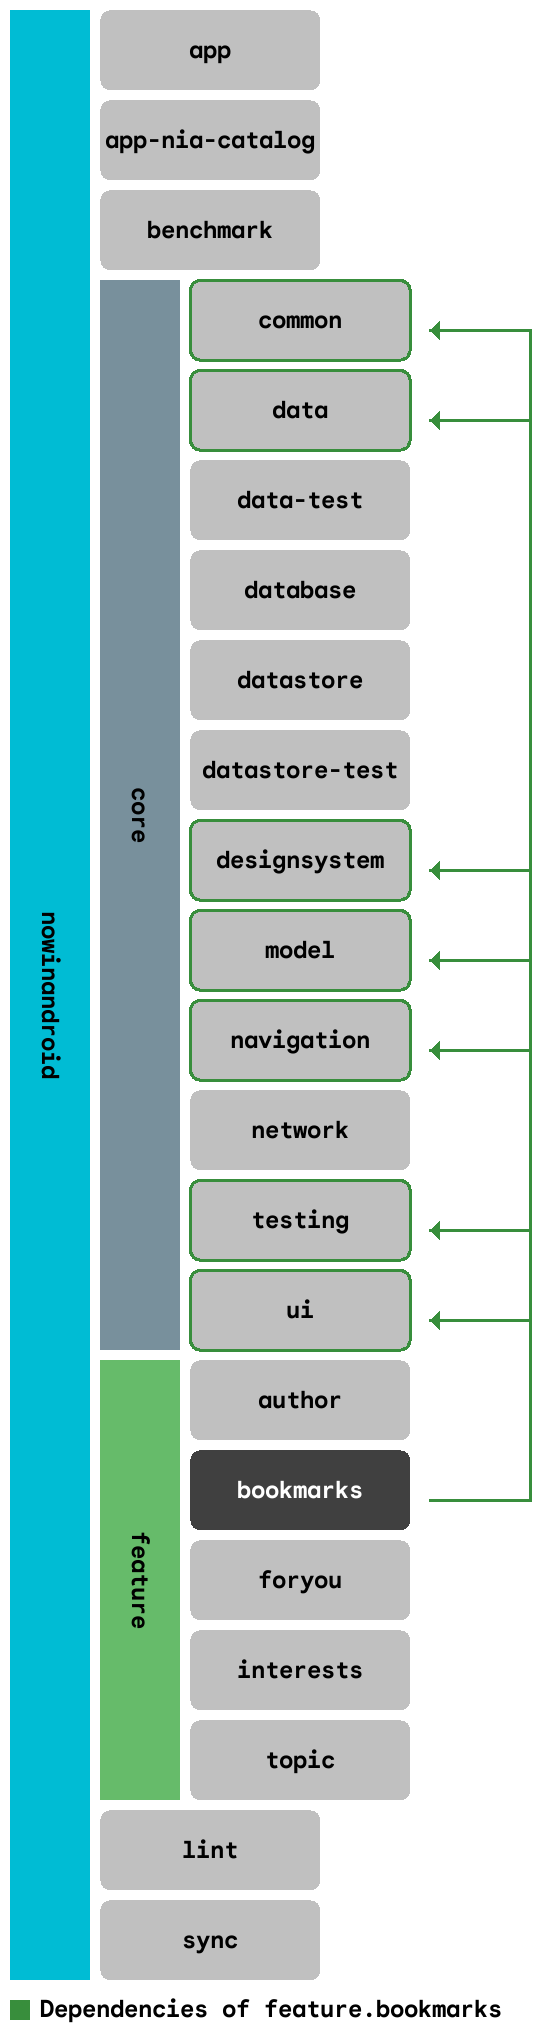 nowinandroid
app
app-nia-catalog
benchmark
core
common
data
data-test
database
datastore
datastore-test
designsystem
model
navigation
network
testing
ui
feature
author
bookmarks
foryou
interests
topic
lint
sync
Dependencies of feature.bookmarks